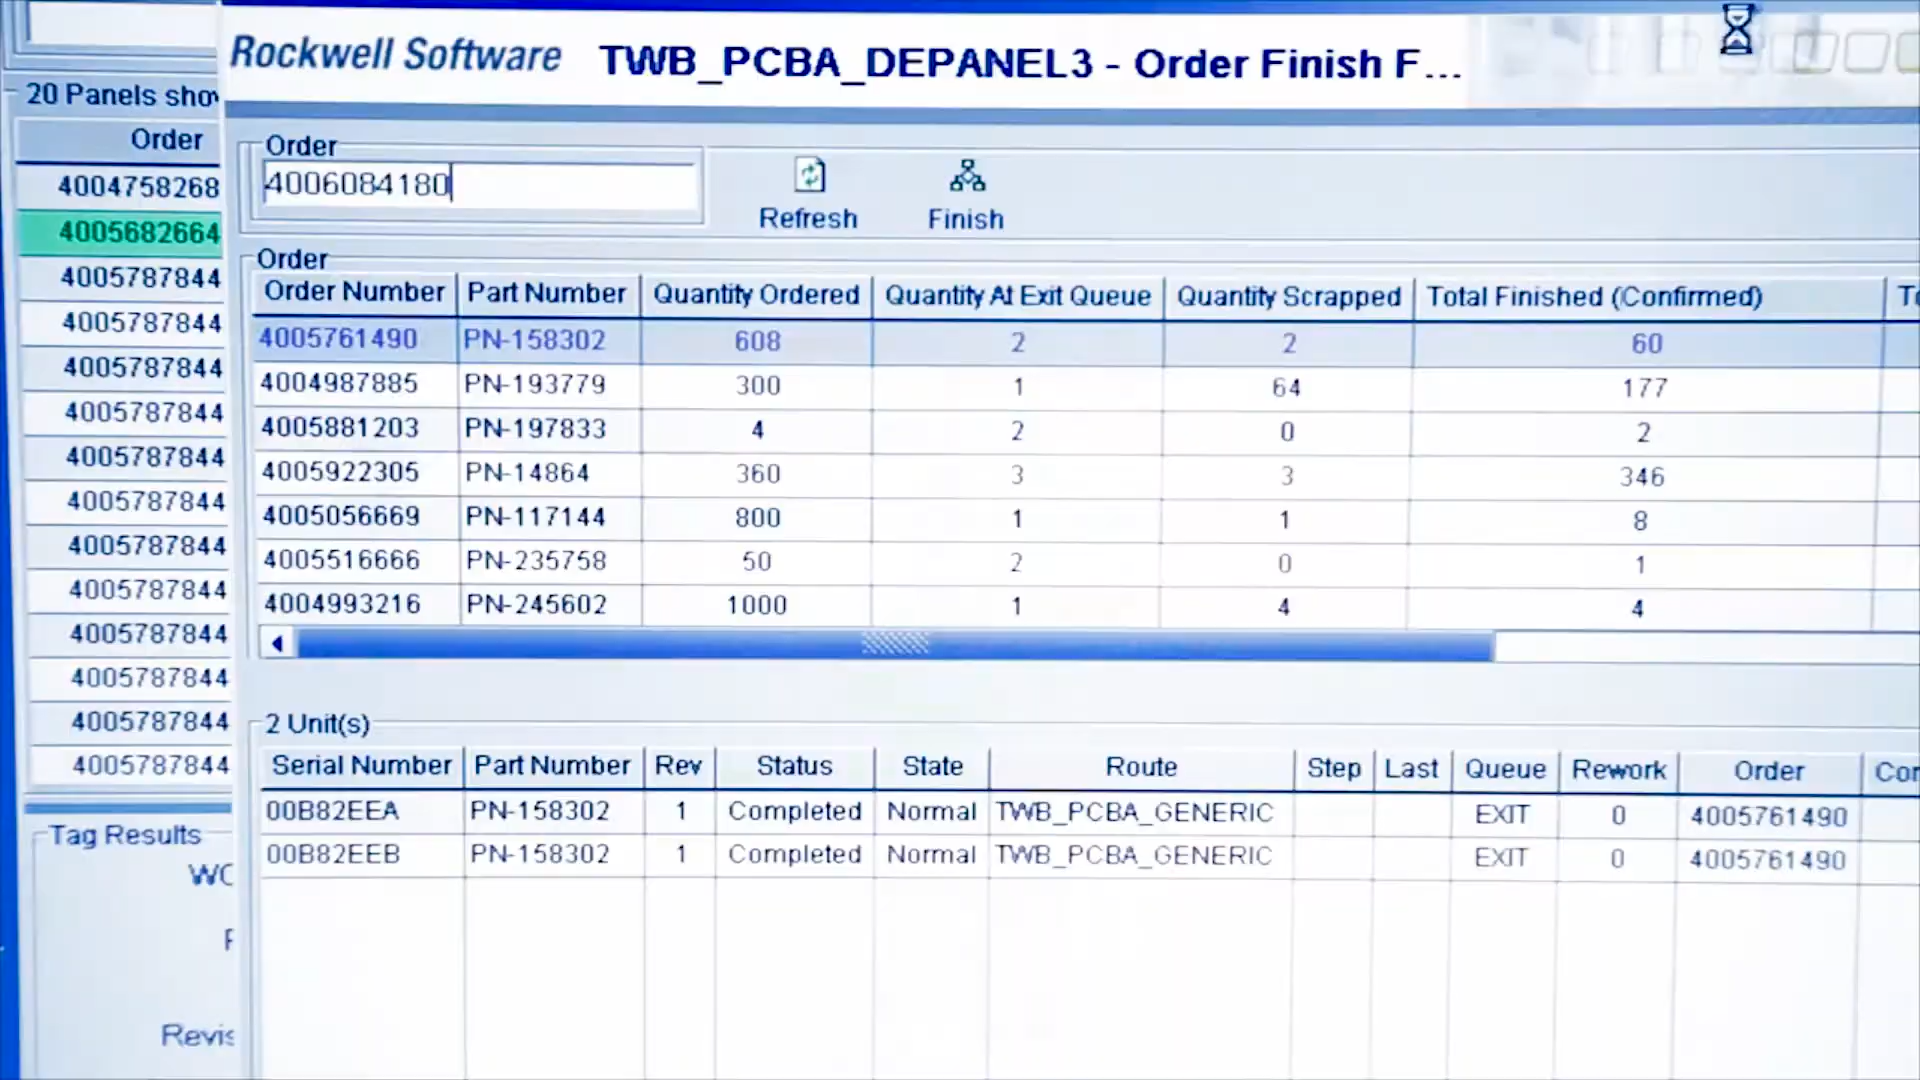 Rockwell Software TWB_PCBA_DEPANEL3 - Order Finish F...
20 Panels sho
Order
4004758268
4005682664
4005787844
4005787844
4005787844
4005787844
4005787844
4005787844
4005787844
4005787844
4005787844
4005787844
4005787844
4005787844
Tag Results
WO
Revis
Order
4006084180
Refresh
Finish
Order
Order Number Part Number Quantity Ordered Quantity At Exit Queue Quantity Scrapped Total Finished (Confirmed)
4005761490 PN-158302 608 2 2 60
4004987885 PN-193779 300 1 64 177
4005881203 PN-197833 4 2 0 2
4005922305 PN-14864 360 3 3 346
4005056669 PN-117144 800 1 1 8
4005516666 PN-235758 50 2 0 1
4004993216 PN-245602 1000 1 4 4
2 Unit(s)
Serial Number Part Number Rev Status State Route Step Last Queue Rework Order
00B82EEA PN-158302 1 Completed Normal TWB_PCBA_GENERIC EXIT 0 4005761490
00B82EEB PN-158302 1 Completed Normal TWB_PCBA_GENERIC EXIT 0 4005761490